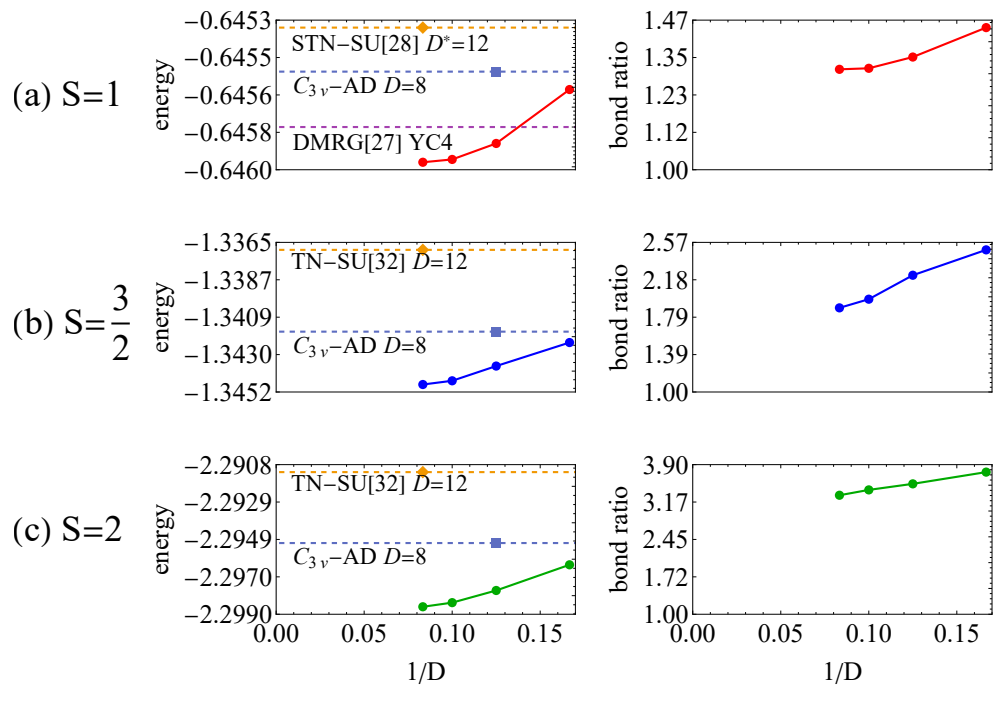 (a) S=1
energy
−0.6453
−0.6455
−0.6456
−0.6458
−0.6460
STN−SU[28] D*=12
C3v−AD D=8
DMRG[27] YC4
bond ratio
1.47
1.35
1.23
1.12
1.00
(b) S=3/2
energy
−1.3365
−1.3387
−1.3409
−1.3430
−1.3452
TN−SU[32] D=12
C3v−AD D=8
bond ratio
2.57
2.18
1.79
1.39
1.00
(c) S=2
energy
−2.2908
−2.2929
−2.2949
−2.2970
−2.2990
TN−SU[32] D=12
C3v−AD D=8
0.00 0.05 0.10 0.15
1/D
bond ratio
3.90
3.17
2.45
1.72
1.00
0.00 0.05 0.10 0.15
1/D